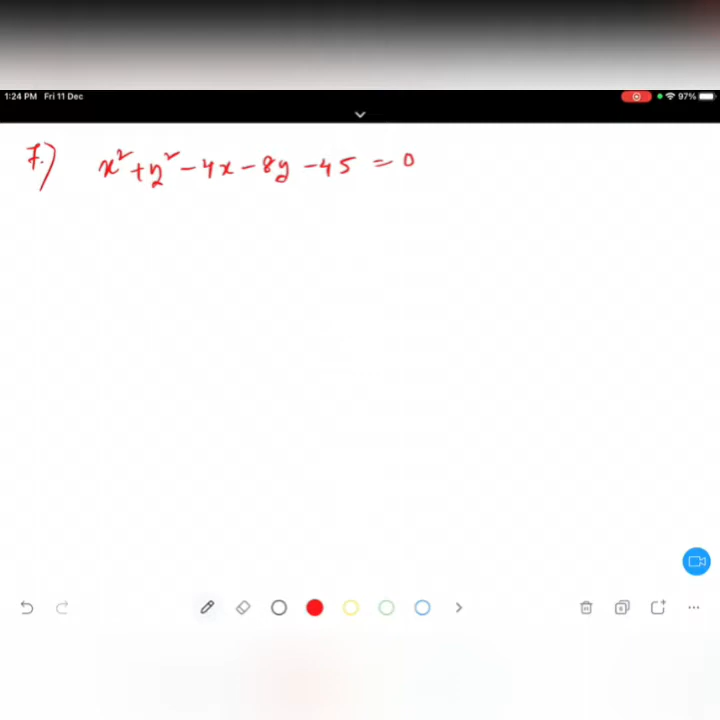 1:24 PM Fri 11 Dec 97%
7.) x² + y² - 4x - 8y - 45 = 0